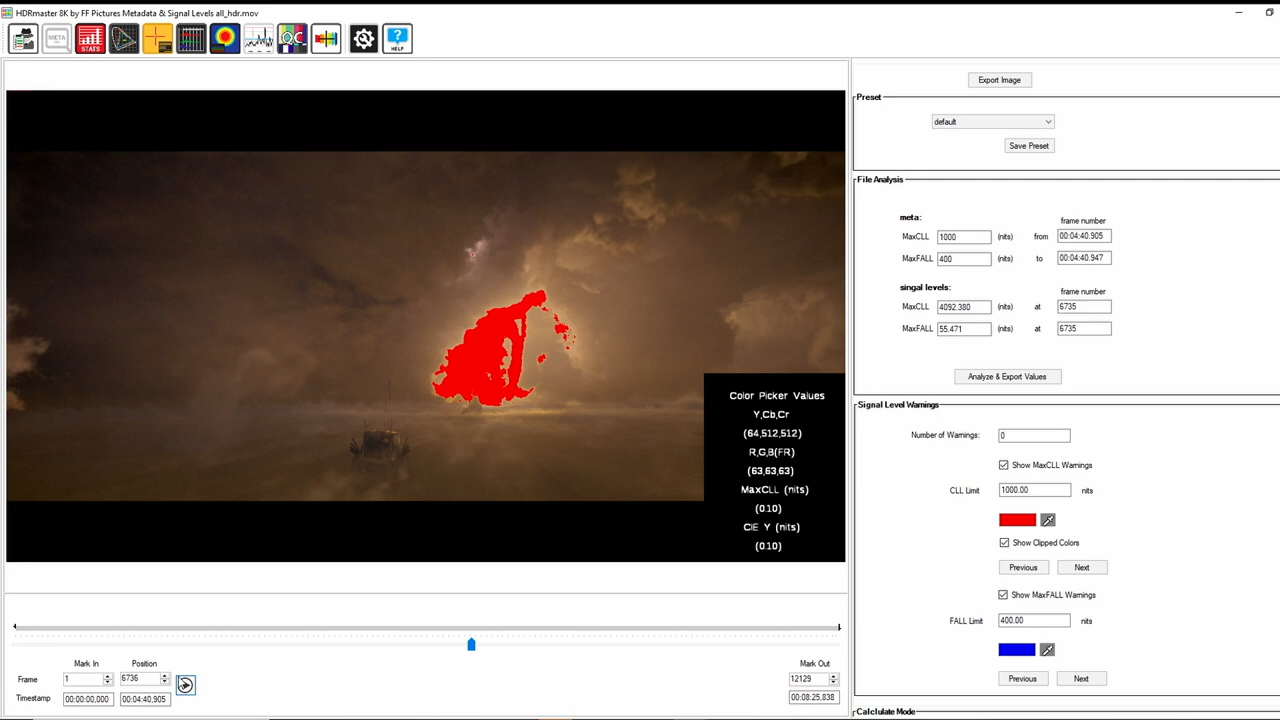 HDRmaster 8K by FF Pictures Metadata & Signal Levels all_hdr.mov
META
STATS
QC
HELP
Export Image
Preset
default
Save Preset
File Analysis
meta:
frame number
MaxCLL 1000 (nits) from 00:04:40.905
MaxFALL 400 (nits) to 00:04:40.947
singal levels:
frame number
MaxCLL 4092.380 (nits) at 6735
MaxFALL 55.471 (nits) at 6735
Analyze & Export Values
Color Picker Values
Y,Cb,Cr
(64,512,512)
R,G,B(FR)
(63,63,63)
MaxCLL (nits)
(0.10)
CIE Y (nits)
(0.10)
Signal Level Warnings
Number of Warnings: 0
Show MaxCLL Warnings
CLL Limit 1000.00 nits
Show Clipped Colors
Previous Next
Show MaxFALL Warnings
FALL Limit 400.00 nits
Previous Next
Calclulate Mode
Mark In Position Mark Out
Frame 1 6736 12129
Timestamp 00:00:00,000 00:04:40,905 00:08:25,838